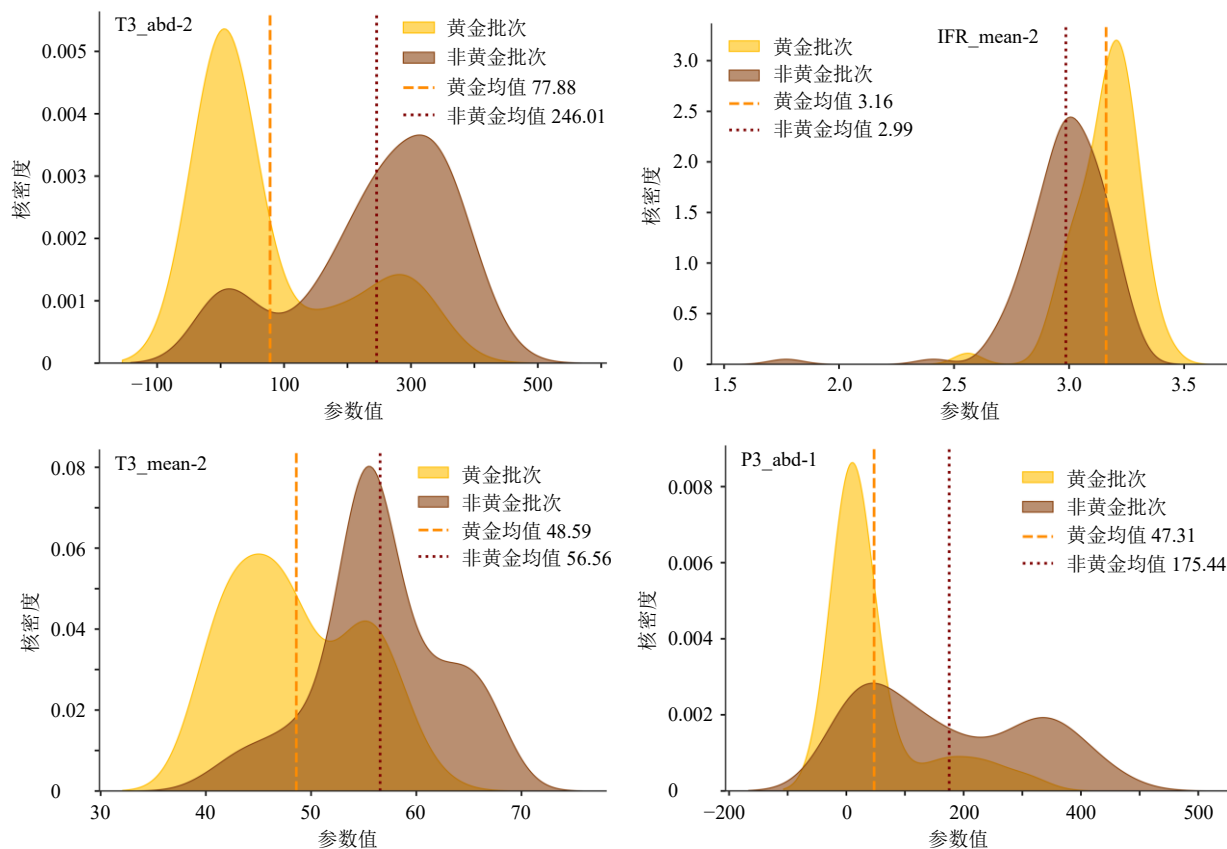 T3_abd-2
黄金批次
非黄金批次
黄金均值 77.88
非黄金均值 246.01
核密度
0.005
0.004
0.003
0.002
0.001
0
−100
100
300
500
参数值
IFR_mean-2
黄金批次
非黄金批次
黄金均值 3.16
非黄金均值 2.99
核密度
3.0
2.5
2.0
1.5
1.0
0.5
0
1.5
2.0
2.5
3.0
3.5
参数值
T3_mean-2
黄金批次
非黄金批次
黄金均值 48.59
非黄金均值 56.56
核密度
0.08
0.06
0.04
0.02
0
30
40
50
60
70
参数值
P3_abd-1
黄金批次
非黄金批次
黄金均值 47.31
非黄金均值 175.44
核密度
0.008
0.006
0.004
0.002
0
−200
0
200
400
500
参数值